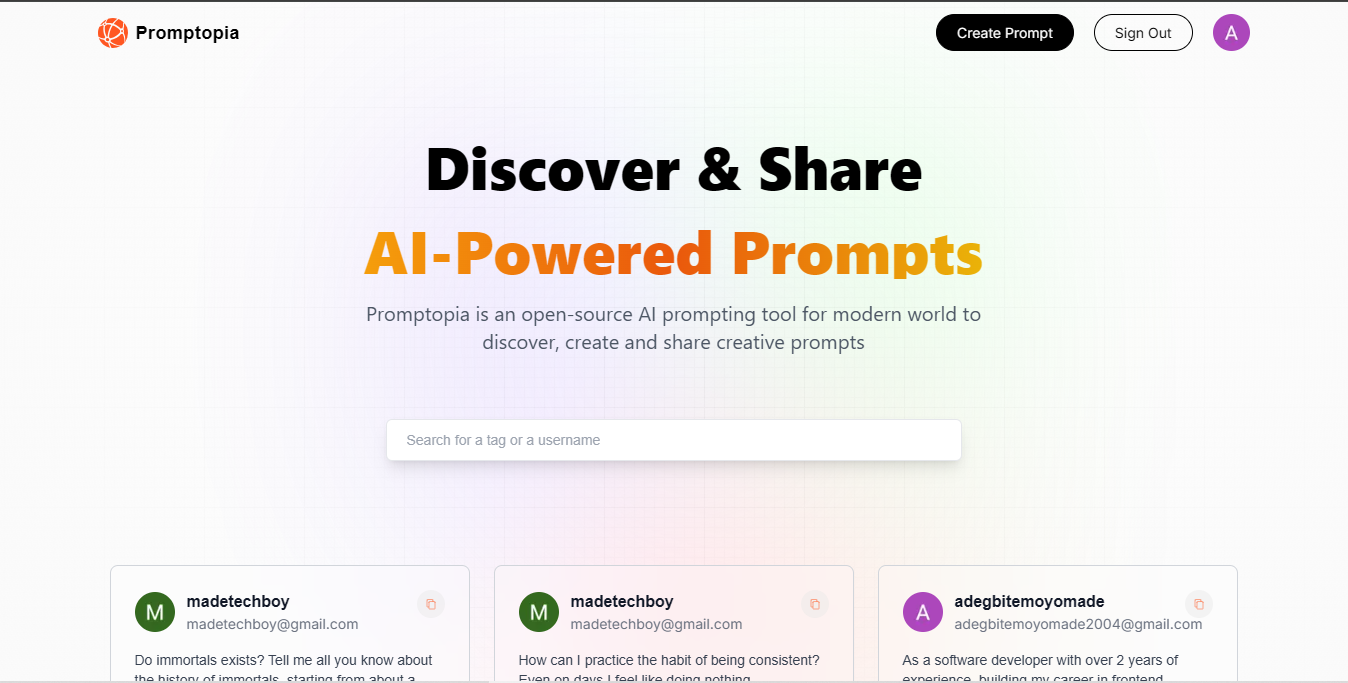 Promptopia
Create Prompt
Sign Out
A
Discover & Share
AI-Powered Prompts
Promptopia is an open-source AI prompting tool for modern world to
discover, create and share creative prompts
Search for a tag or a username
M
madetechboy
madetechboy@gmail.com
Do immortals exists? Tell me all you know about
the history of immortals, starting from about a
M
madetechboy
madetechboy@gmail.com
How can I practice the habit of being consistent?
Even on days I feel like doing nothing
A
adegbitemoyomade
adegbitemoyomade2004@gmail.com
As a software developer with over 2 years of
experience, building my career in frontend